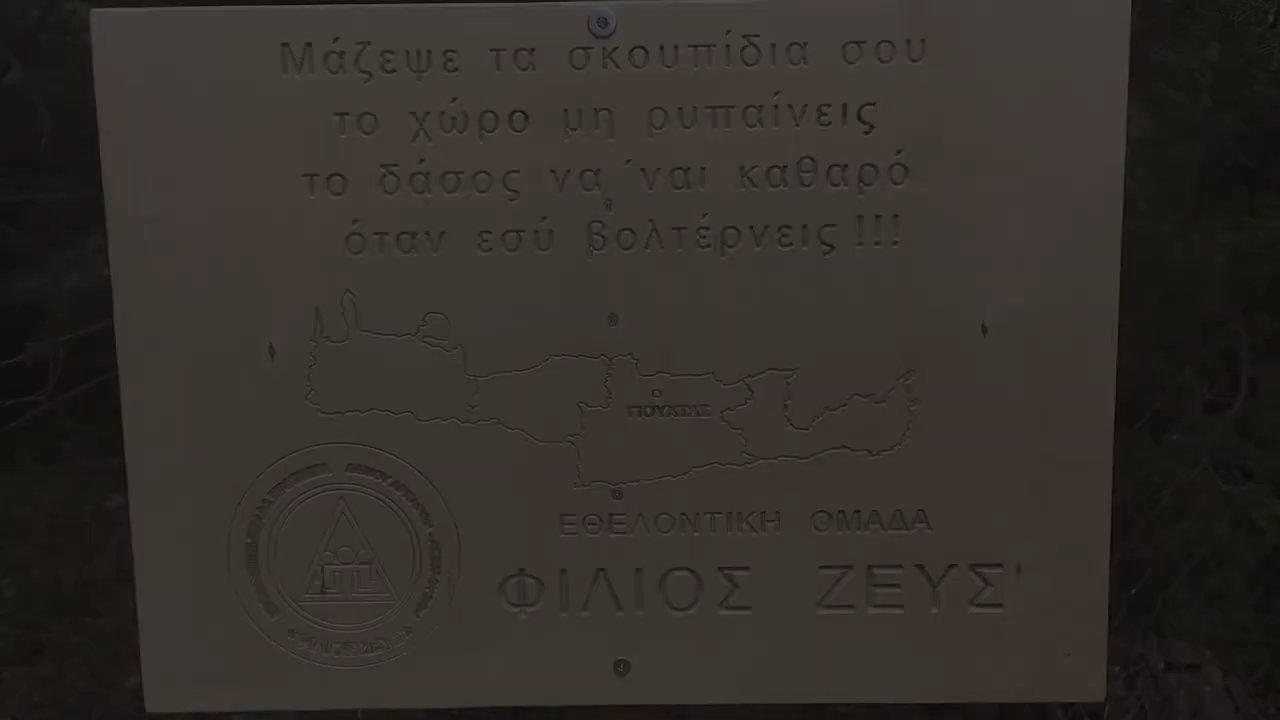 Μάζεψε τα σκουπίδια σου
το χώρο μη ρυπαίνεις
το δάσος να ΄ναι καθαρό
όταν εσύ βολτέρνεις !!!
ΓΙΟΥΧΤΑΣ
ΕΘΕΛΟΝΤΙΚΗ ΟΜΑΔΑ
ΦΙΛΙΟΣ ΖΕΥΣ